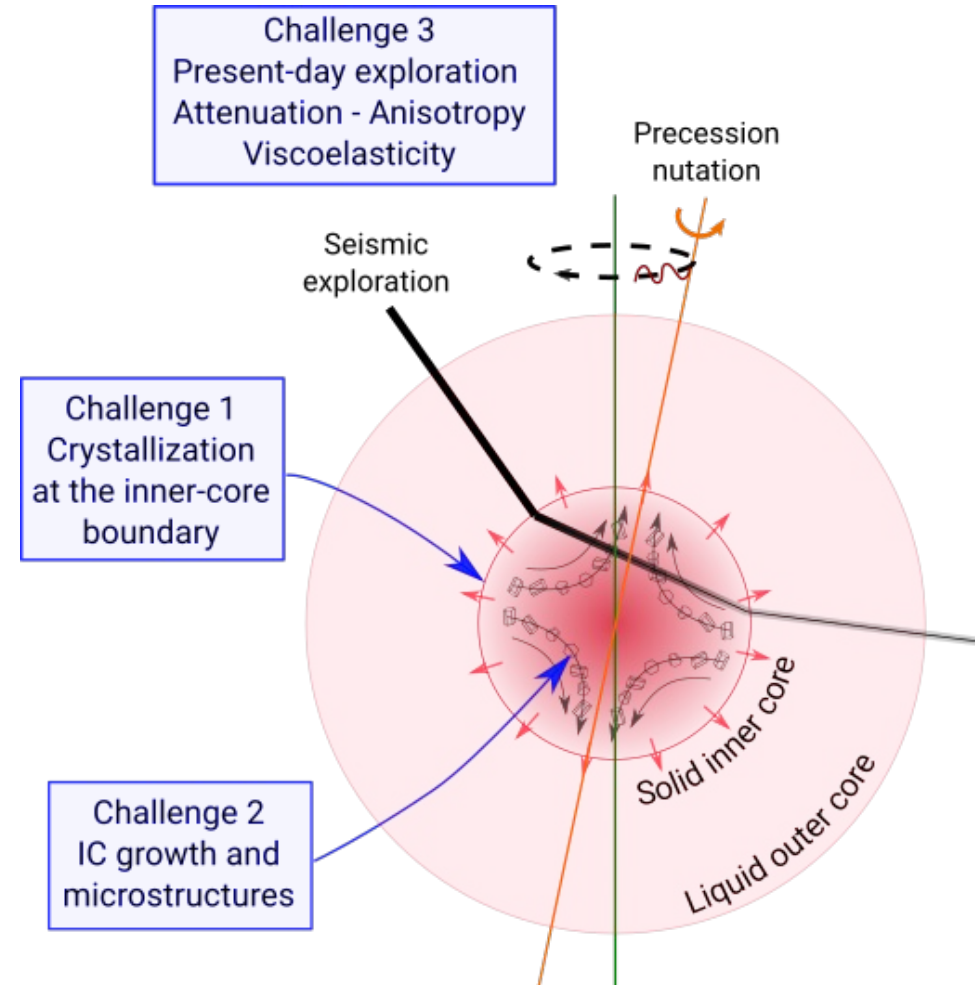 Challenge 3
Present-day exploration
Attenuation - Anisotropy
Viscoelasticity
Precession
nutation
Seismic
exploration
Challenge 1
Crystallization
at the inner-core
boundary
Solid inner core
Liquid outer core
Challenge 2
IC growth and
microstructures